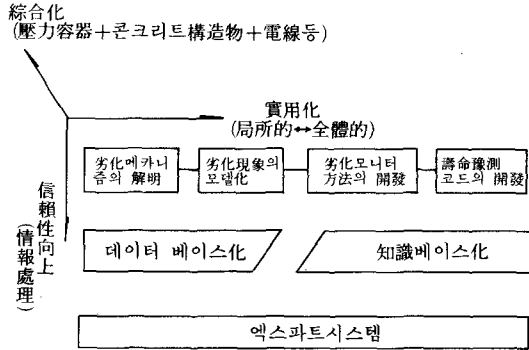 綜合化
(壓力容器+콘크리트構造物+電線등)
實用化
(局所的↔全體的)
劣化메카니
즘의 解明
劣化現象의
모델化
劣化모니터
方法의 開發
壽命豫測
코드의 開發
信賴性向上
(情報處理)
데이터 베이스化
知識베이스化
엑스파트시스템